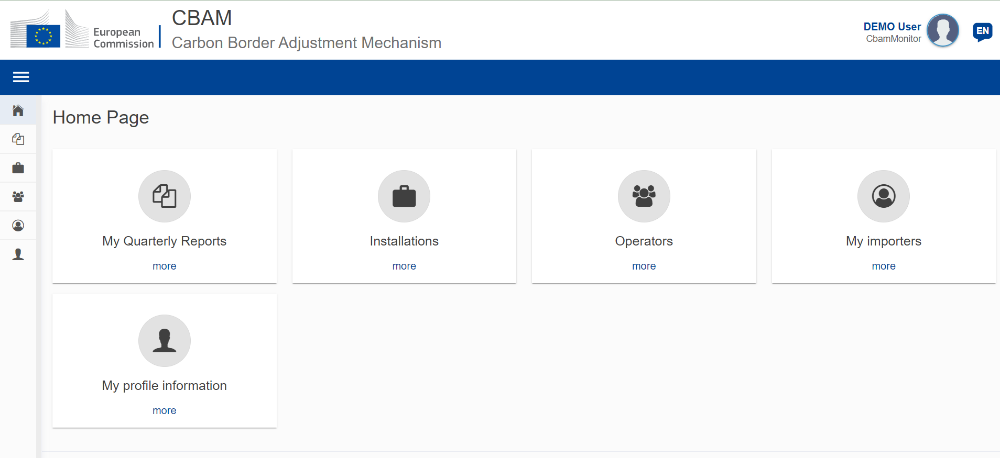 European
Commission
CBAM
Carbon Border Adjustment Mechanism
DEMO User
CbamMonitor
EN
Home Page
My Quarterly Reports
more
Installations
more
Operators
more
My importers
more
My profile information
more